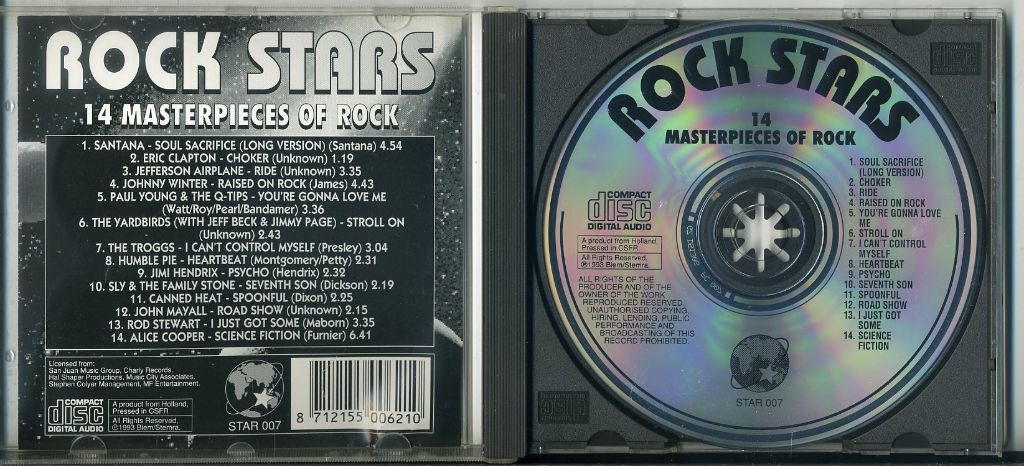 ROCK STARS
14 MASTERPIECES OF ROCK
1. SANTANA - SOUL SACRIFICE (LONG VERSION) (Santana) 4.54
2. ERIC CLAPTON - CHOKER (Unknown) 1.19
3. JEFFERSON AIRPLANE - RIDE (Unknown) 3.35
4. JOHNNY WINTER - RAISED ON ROCK (James) 4.43
5. PAUL YOUNG & THE Q-TIPS - YOU'RE GONNA LOVE ME
(Watt/Roy/Pearl/Bandamer) 3.36
6. THE YARDBIRDS (WITH JEFF BECK & JIMMY PAGE) - STROLL ON
(Unknown) 2.43
7. THE TROGGS - I CAN'T CONTROL MYSELF (Presley) 3.04
8. HUMBLE PIE - HEARTBEAT (Montgomery/Petty) 2.31
9. JIMI HENDRIX - PSYCHO (Hendrix) 2.32
10. SLY & THE FAMILY STONE - SEVENTH SON (Dickson) 2.19
11. CANNED HEAT - SPOONFUL (Dixon) 2.25
12. JOHN MAYALL - ROAD SHOW (Unknown) 2.15
13. ROD STEWART - I JUST GOT SOME (Maborn) 3.35
14. ALICE COOPER - SCIENCE FICTION (Furnier) 6.41
Licensed from:
San Juan Music Group, Charly Records,
Hal Shaper Productions, Music City Associates,
Stephen Colyer Management, MF Entertainment.
COMPACT
disc
DIGITAL AUDIO
A product from Holland.
Pressed in CSFR
All Rights Reserved.
℗1993 Biem/Stemra.
STAR 007
8 712155 006210
ROCK STARS
14
MASTERPIECES OF ROCK
COMPACT
disc
DIGITAL AUDIO
A product from Holland.
Pressed in CSFR.
All Rights Reserved.
℗1993 Biem/Stemra.
ALL RIGHTS OF THE
PRODUCER AND OF THE
OWNER OF THE WORK
REPRODUCED RESERVED.
UNAUTHORISED COPYING,
HIRING, LENDING, PUBLIC
PERFORMANCE AND
BROADCASTING OF THIS
RECORD PROHIBITED.
1. SOUL SACRIFICE
(LONG VERSION)
2. CHOKER
3. RIDE
4. RAISED ON ROCK
5. YOU'RE GONNA LOVE
ME
6. STROLL ON
7. I CAN'T CONTROL
MYSELF
8. HEARTBEAT
9. PSYCHO
10. SEVENTH SON
11. SPOONFUL
12. ROAD SHOW
13. I JUST GOT
SOME
14. SCIENCE
FICTION
STAR 007
COMPACT
disc